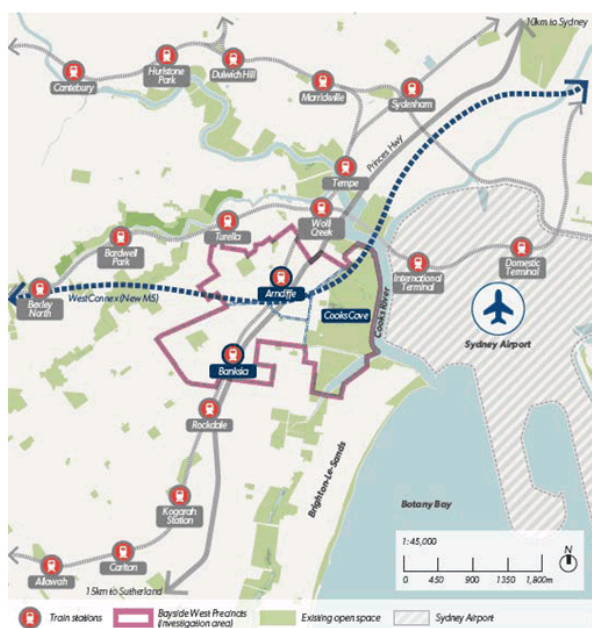 10km to Sydney
Hurlstone
Park
Dulwich Hill
Cantebury
Marrickville
Sydenham
Princes Hwy
Tempe
Wolli
Creek
Turella
Bardwell
Park
Bexley
North
WestConnex (New M5)
Arncliffe
Cooks Cove
Cooks River
International
Terminal
Domestic
Terminal
Sydney Airport
Banksia
Rockdale
Brighton-Le-Sands
Kogarah
Station
Botany Bay
Carlton
Allawah
15km to Sutherland
1:45,000
N
0 450 900 1350 1,800m
Train stations
Bayside West Precincts
(Investigation area)
Existing open space
Sydney Airport